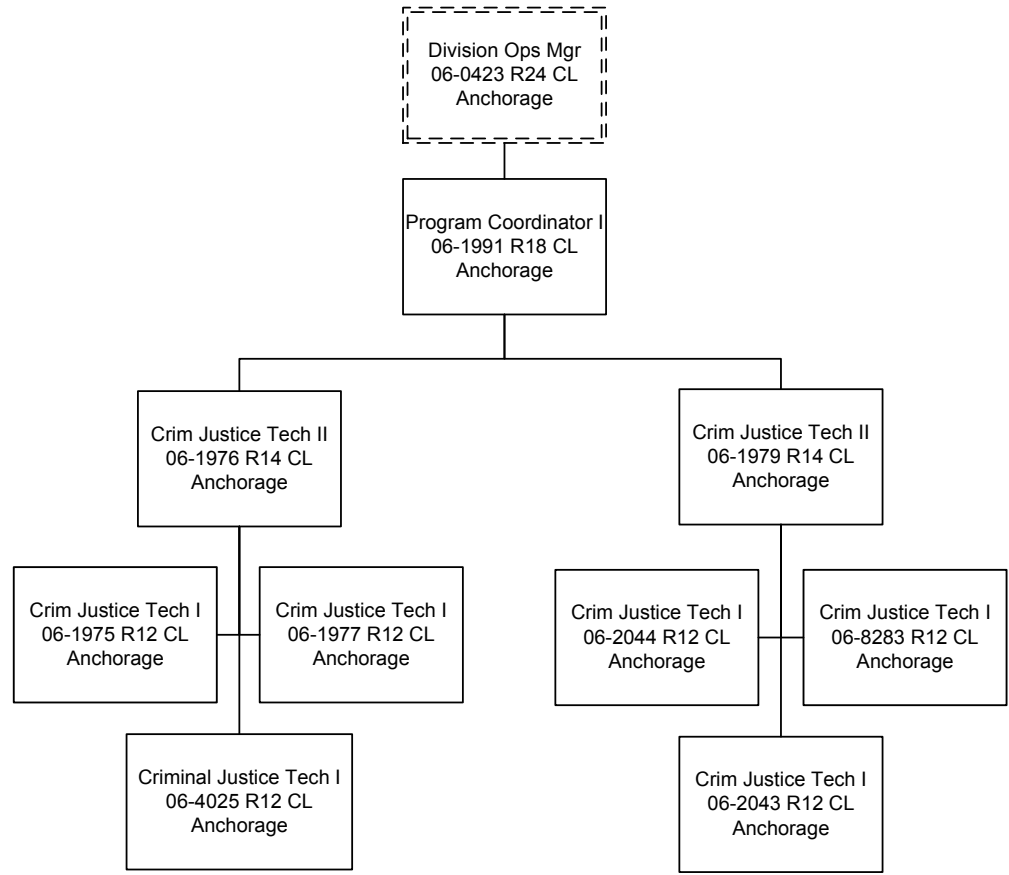 Division Ops Mgr
06-0423 R24 CL
Anchorage
Program Coordinator I
06-1991 R18 CL
Anchorage
Crim Justice Tech II
06-1976 R14 CL
Anchorage
Crim Justice Tech II
06-1979 R14 CL
Anchorage
Crim Justice Tech I
06-1975 R12 CL
Anchorage
Crim Justice Tech I
06-1977 R12 CL
Anchorage
Crim Justice Tech I
06-2044 R12 CL
Anchorage
Crim Justice Tech I
06-8283 R12 CL
Anchorage
Criminal Justice Tech I
06-4025 R12 CL
Anchorage
Crim Justice Tech I
06-2043 R12 CL
Anchorage